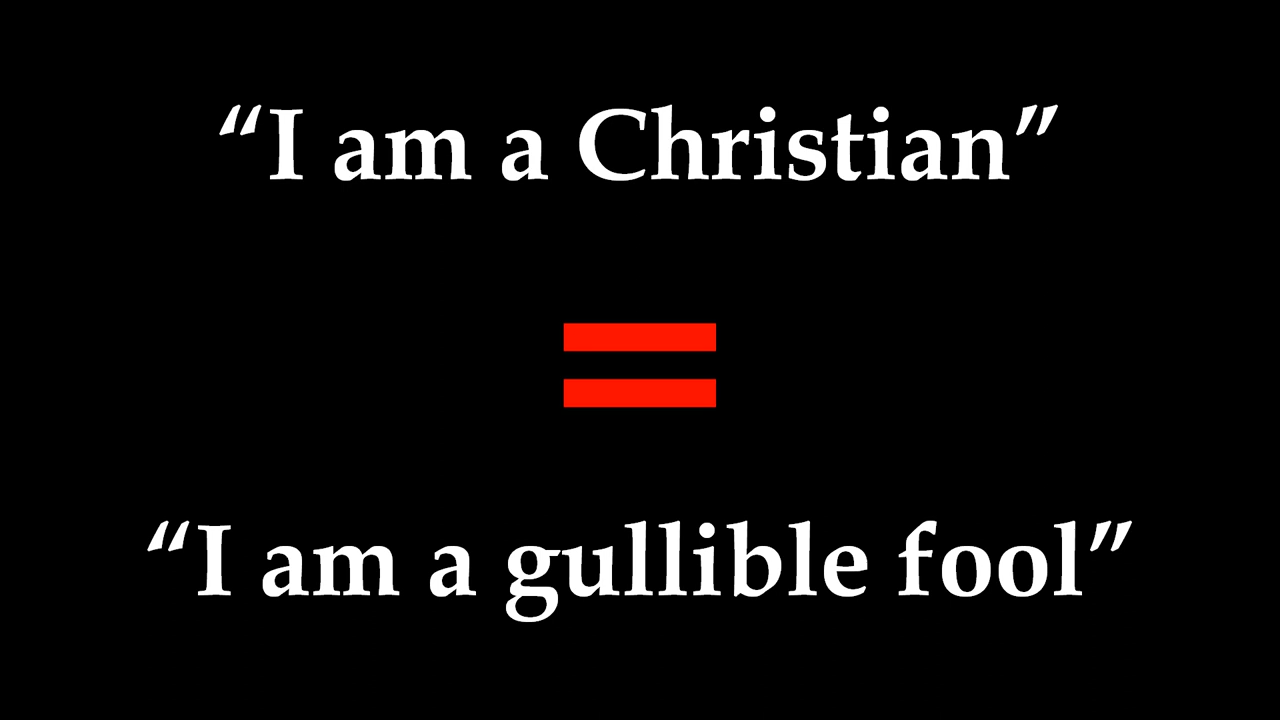 “I am a Christian”
=
“I am a gullible fool”